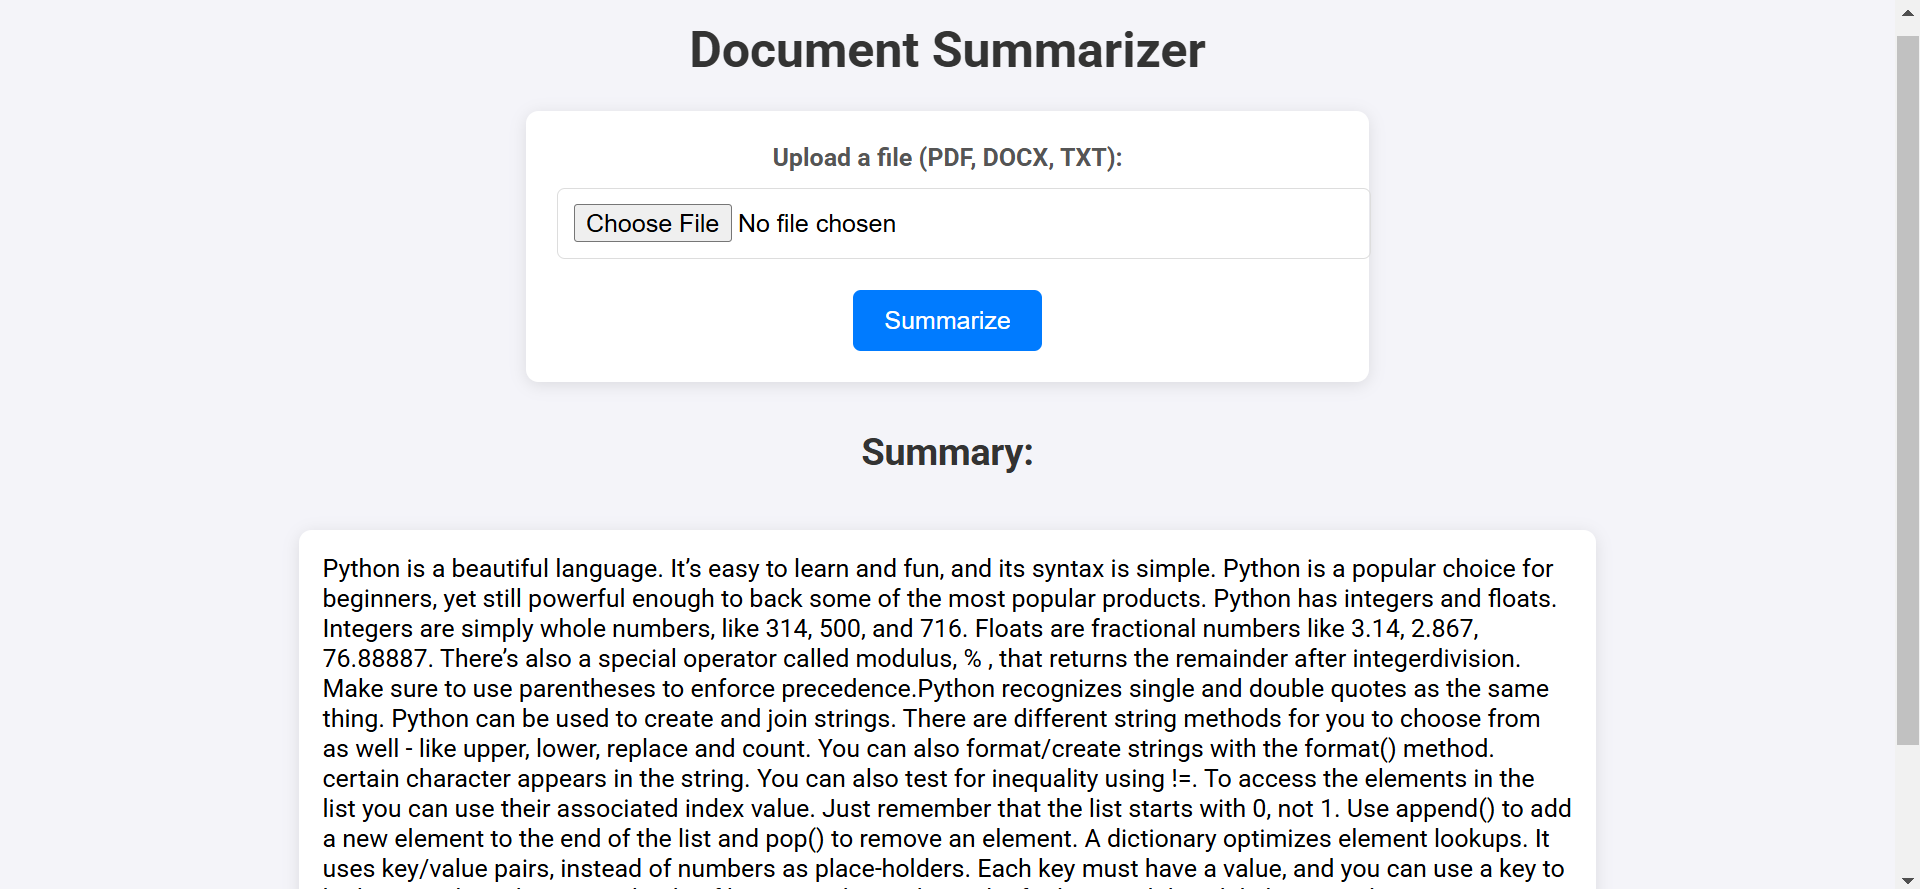 Document Summarizer
Upload a file (PDF, DOCX, TXT):
Choose File No file chosen
Summarize
Summary:
Python is a beautiful language. It’s easy to learn and fun, and its syntax is simple. Python is a popular choice for
beginners, yet still powerful enough to back some of the most popular products. Python has integers and floats.
Integers are simply whole numbers, like 314, 500, and 716. Floats are fractional numbers like 3.14, 2.867,
76.88887. There’s also a special operator called modulus, % , that returns the remainder after integerdivision.
Make sure to use parentheses to enforce precedence.Python recognizes single and double quotes as the same
thing. Python can be used to create and join strings. There are different string methods for you to choose from
as well - like upper, lower, replace and count. You can also format/create strings with the format() method.
certain character appears in the string. You can also test for inequality using !=. To access the elements in the
list you can use their associated index value. Just remember that the list starts with 0, not 1. Use append() to add
a new element to the end of the list and pop() to remove an element. A dictionary optimizes element lookups. It
uses key/value pairs, instead of numbers as place-holders. Each key must have a value, and you can use a key to